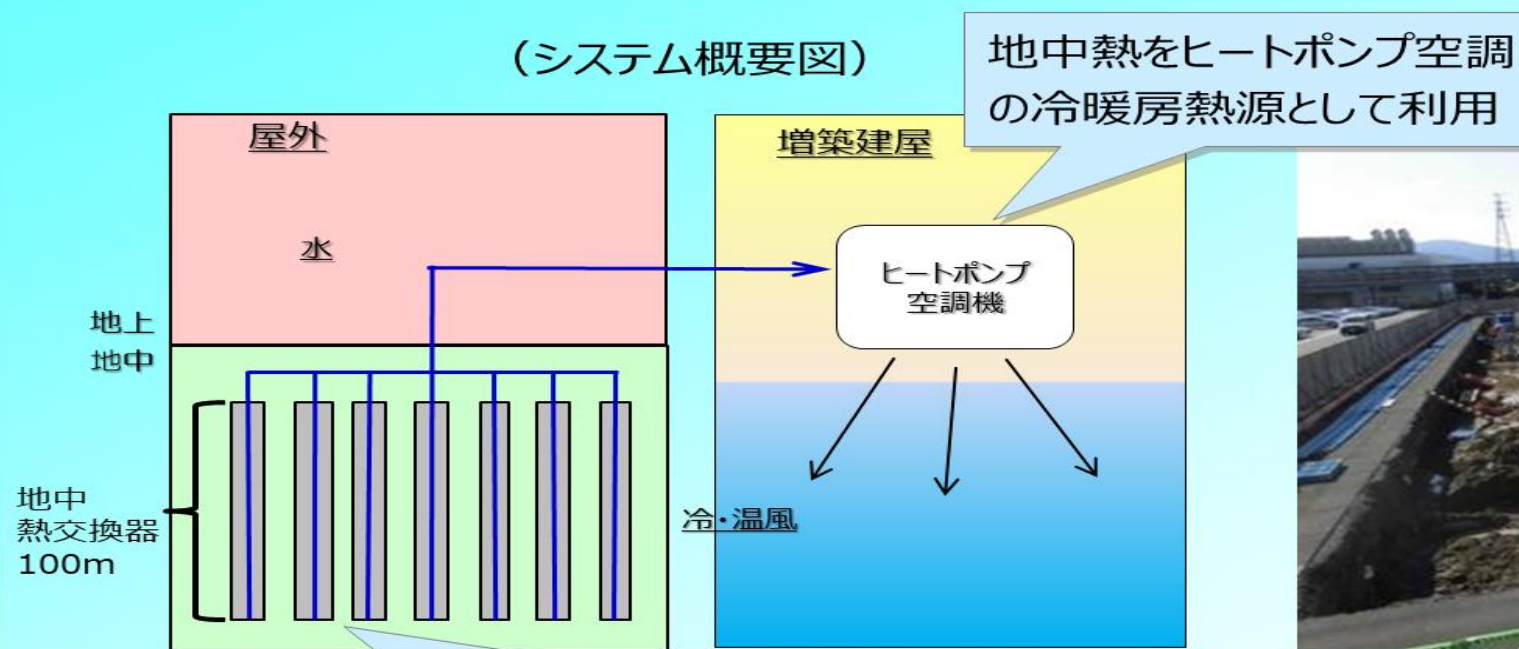 （システム概要図）
地中熱をヒートポンプ空調
の冷暖房熱源として利用
屋外
水
地上
地中
地中
熱交換器
100m
増築建屋
ヒートポンプ
空調機
冷・温風